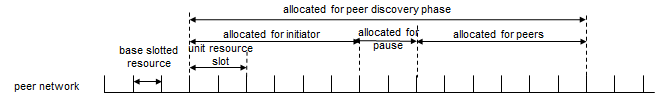 allocated for peer discovery phase
allocated for initiator
allocated for
pause
allocated for peers
base slotted
resource
unit resource
slot
peer network